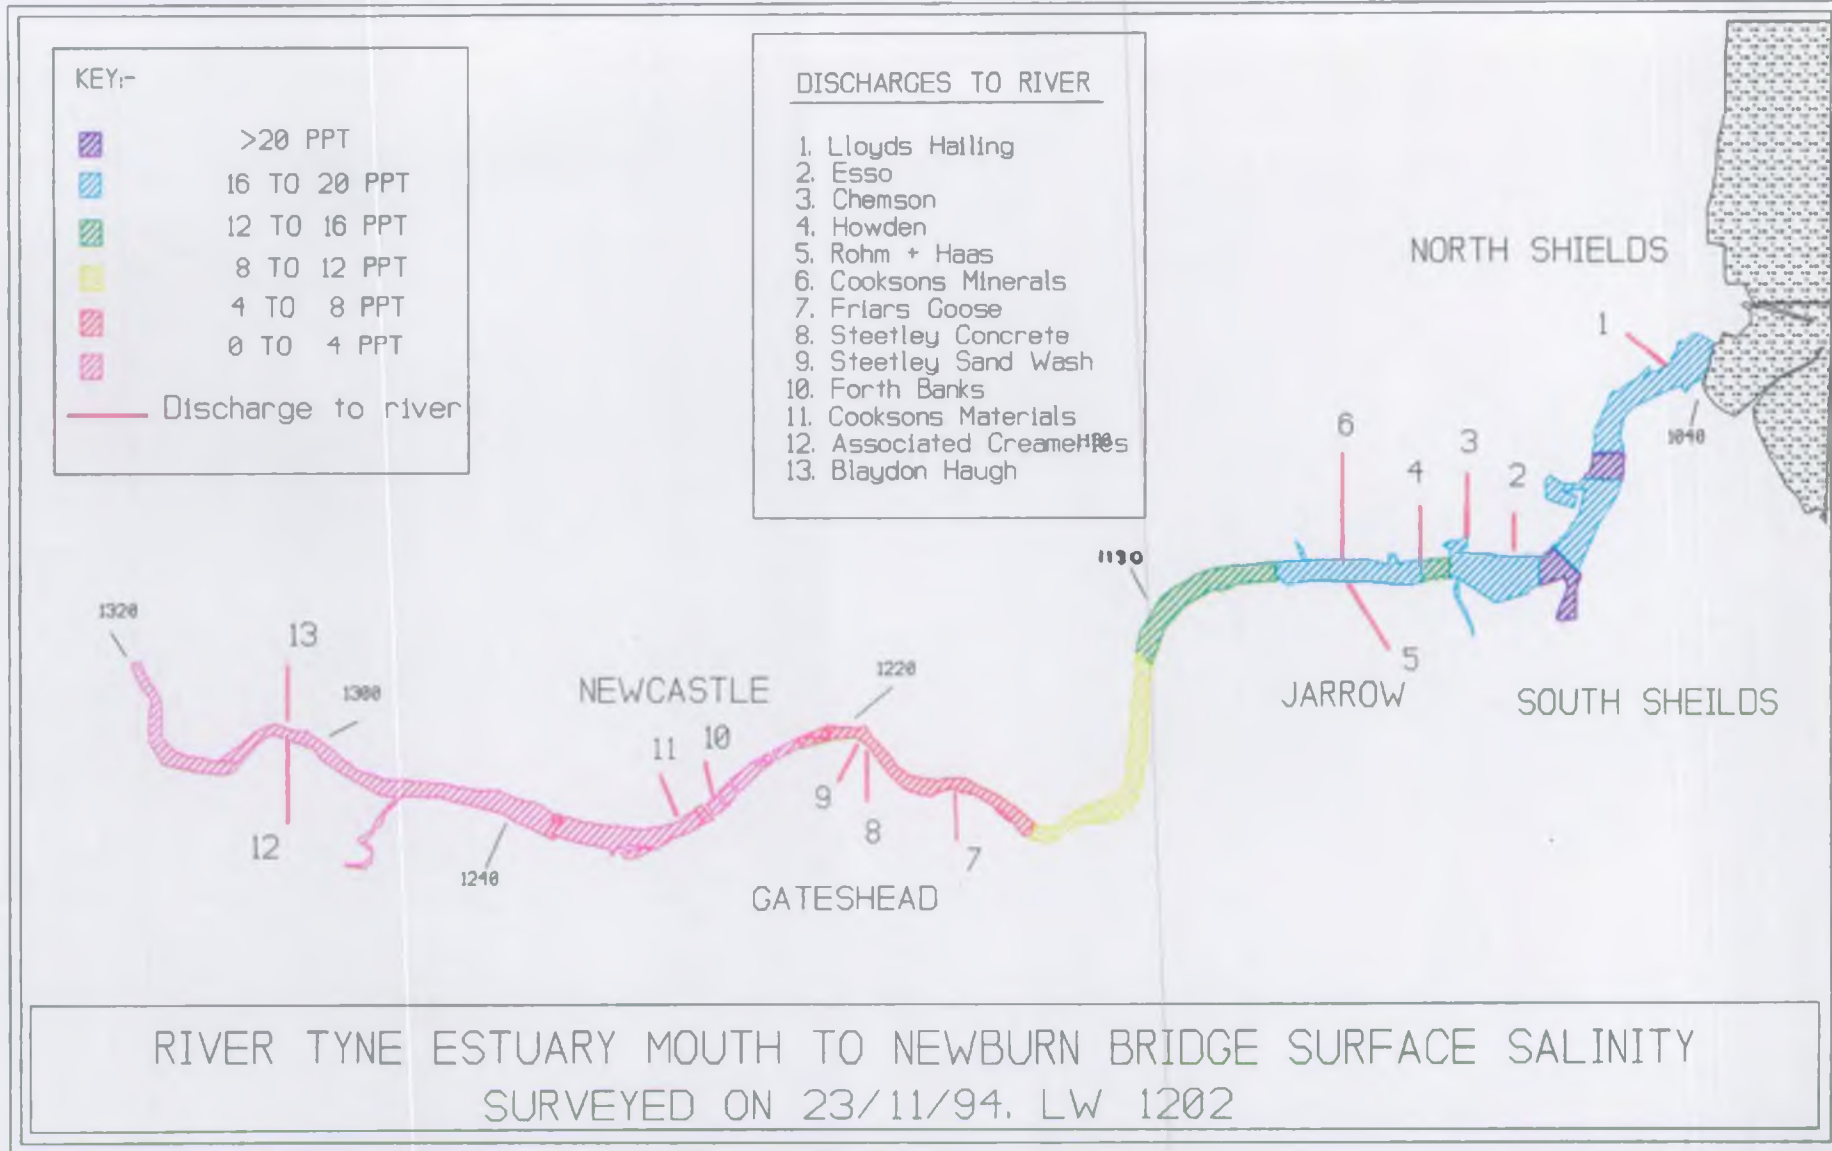 KEY:-
>20 PPT
16 TO 20 PPT
12 TO 16 PPT
8 TO 12 PPT
4 TO 8 PPT
0 TO 4 PPT
Discharge to river
DISCHARGES TO RIVER
1. Lloyds Hailing
2. Esso
3. Chemson
4. Howden
5. Rohm + Haas
6. Cooksons Minerals
7. Friars Goose
8. Steetley Concrete
9. Steetley Sand Wash
10. Forth Banks
11. Cooksons Materials
12. Associated Creameries
13. Blaydon Haugh
NORTH SHIELDS
1
1040
6
3
4
2
1130
5
JARROW
SOUTH SHEILDS
1320
13
1300
NEWCASTLE
1220
11
10
9
8
7
12
1240
GATESHEAD
RIVER TYNE ESTUARY MOUTH TO NEWBURN BRIDGE SURFACE SALINITY
SURVEYED ON 23/11/94. LW 1202